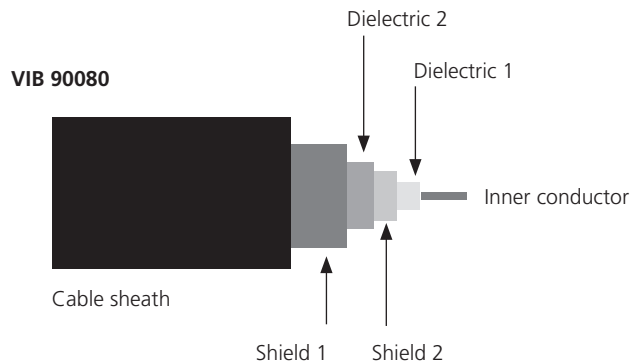 Dielectric 2
VIB 90080
Dielectric 1
Inner conductor
Cable sheath
Shield 1
Shield 2